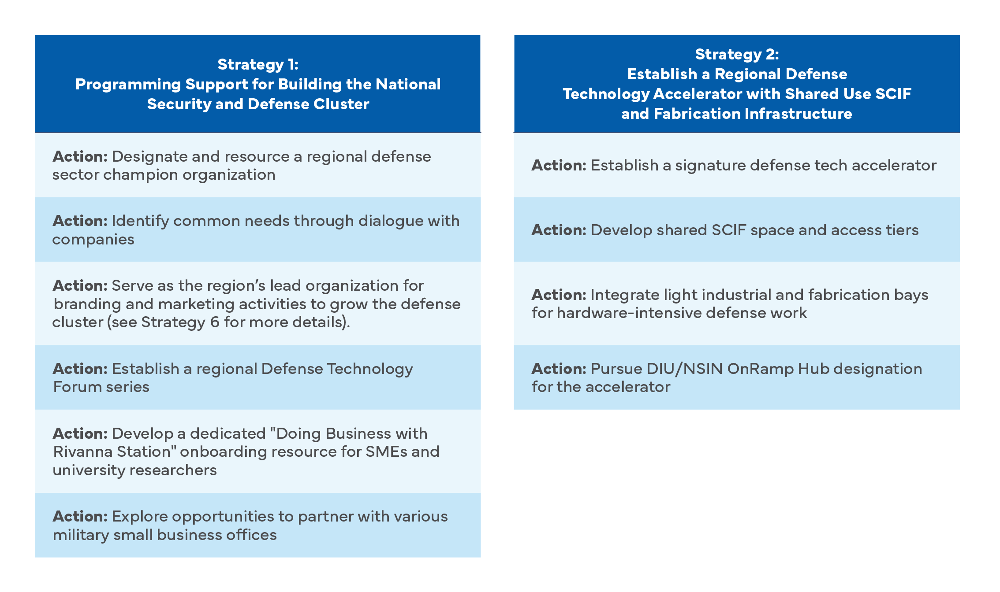 Strategy 1:
Programming Support for Building the National
Security and Defense Cluster
Action: Designate and resource a regional defense
sector champion organization
Action: Identify common needs through dialogue with
companies
Action: Serve as the region’s lead organization for
branding and marketing activities to grow the defense
cluster (see Strategy 6 for more details).
Action: Establish a regional Defense Technology
Forum series
Action: Develop a dedicated "Doing Business with
Rivanna Station" onboarding resource for SMEs and
university researchers
Action: Explore opportunities to partner with various
military small business offices
Strategy 2:
Establish a Regional Defense
Technology Accelerator with Shared Use SCIF
and Fabrication Infrastructure
Action: Establish a signature defense tech accelerator
Action: Develop shared SCIF space and access tiers
Action: Integrate light industrial and fabrication bays
for hardware-intensive defense work
Action: Pursue DIU/NSIN OnRamp Hub designation
for the accelerator